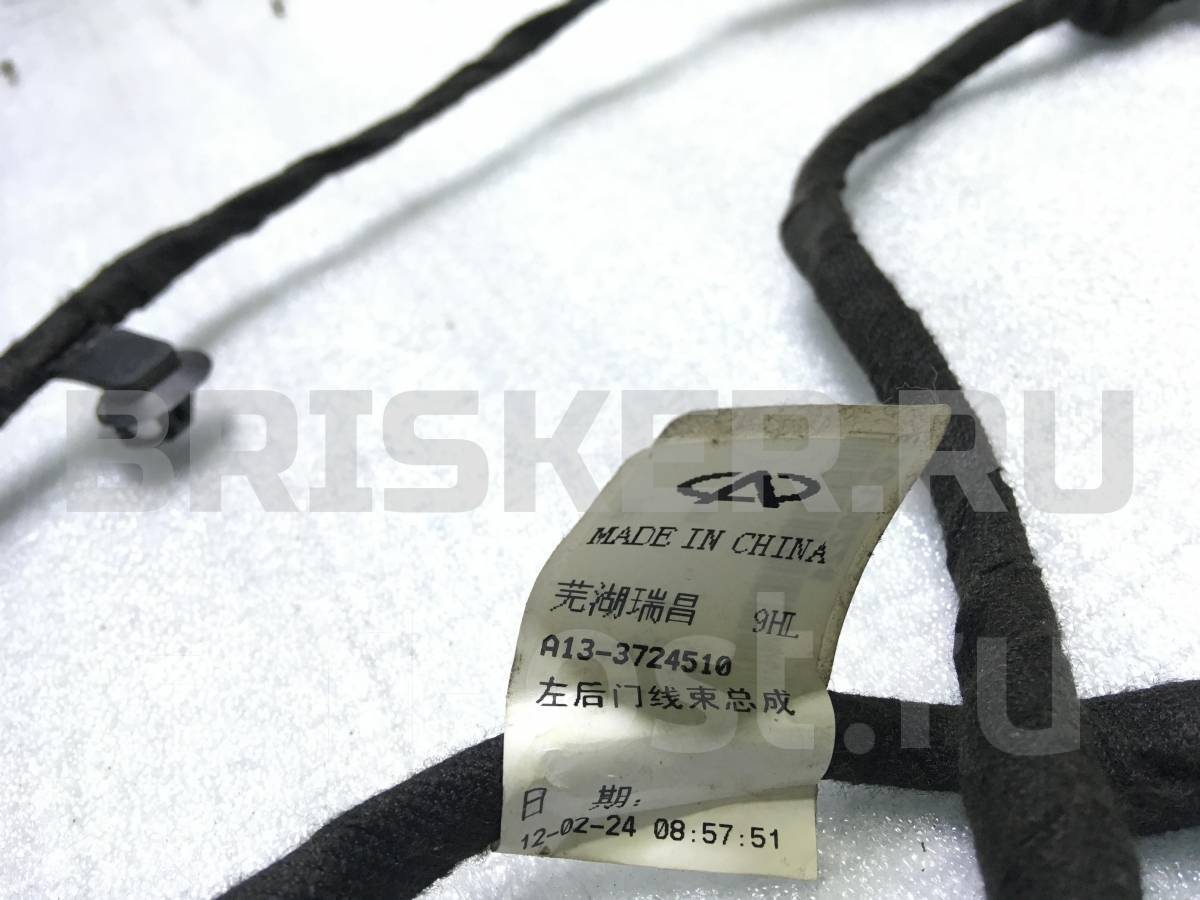 BRISKER.RU
MADE IN CHINA
芜湖瑞昌 9HL
A13-3724510
左后门线束总成
日 期:
12-02-24 08:57:51